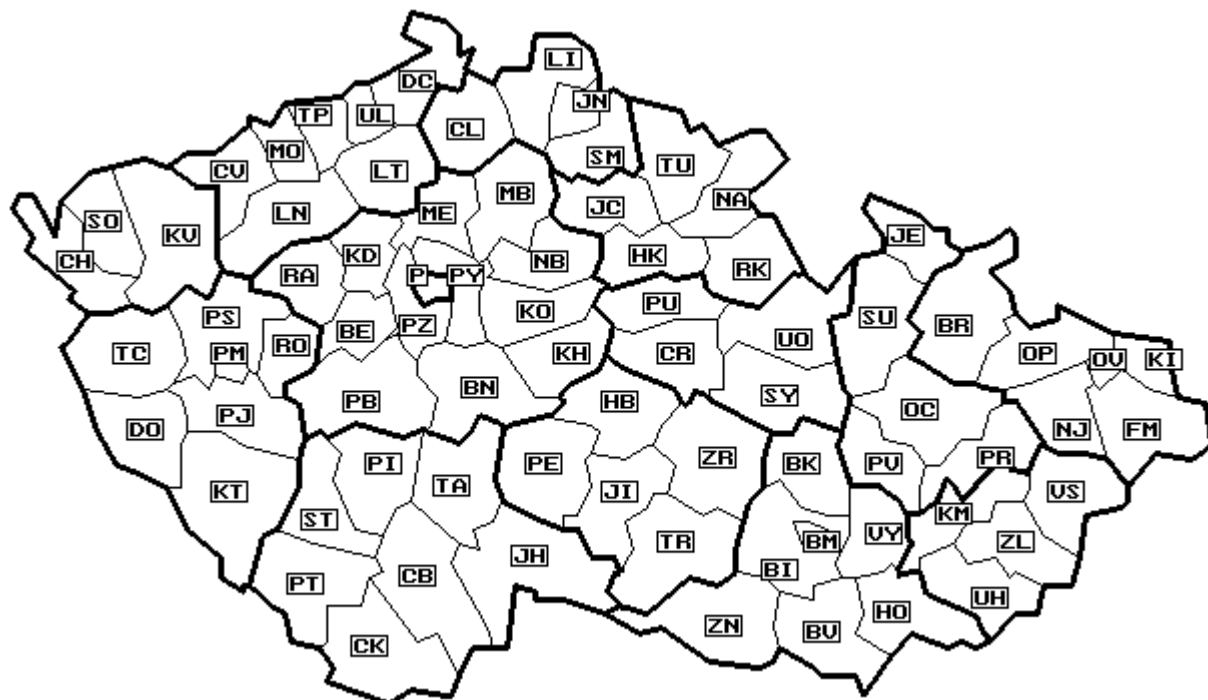 LI
DC
JN
TP
UL
CL
MO
SM
CV
LT
TU
MB
NA
LN
ME
JC
SO
KV
JE
CH
KD
HK
RA
P
PY
NB
RK
PU
KO
PS
PZ
SU
BR
BE
UO
TC
PM
RO
KH
CR
OP
OV
KI
BN
SY
PB
HB
OC
PJ
DO
NJ
FM
PI
PE
ZR
BK
PV
PR
KT
TA
JI
VS
KM
ST
TR
BM
VY
ZL
JH
BI
PT
CB
UH
HO
ZN
BV
CK